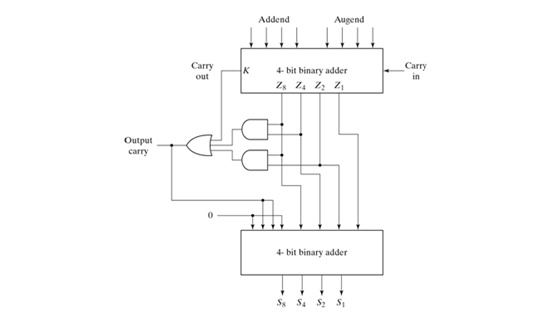 Addend Augend
Carry out
K
4- bit binary adder
Carry in
Z8 Z4 Z2 Z1
Output carry
0
4- bit binary adder
S8 S4 S2 S1